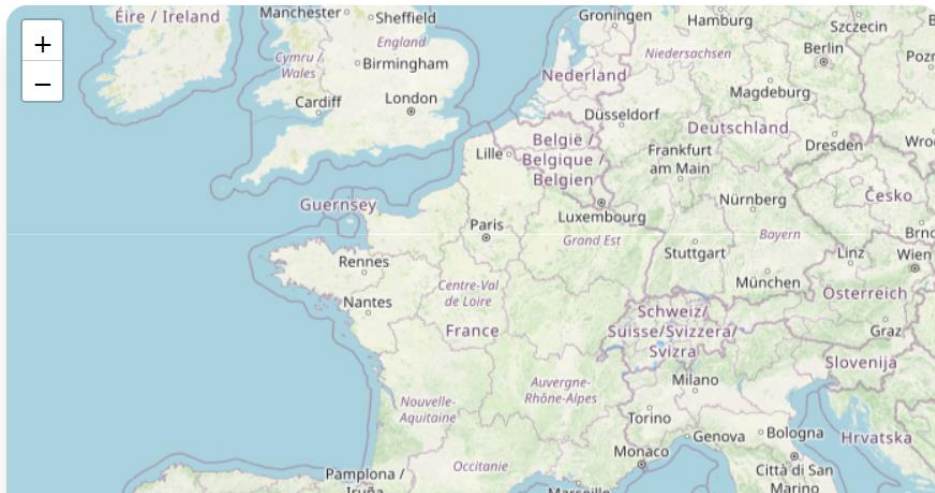 Éire / Ireland
Manchester
Sheffield
Groningen
Hamburg
Szczecin
+
England
Niedersachsen
Berlin
Cymru /
Wales
Birmingham
Nederland
−
Cardiff
London
Magdeburg
Düsseldorf
Deutschland
Lille
België /
Belgique /
Belgien
Frankfurt
am Main
Dresden
Guernsey
Luxembourg
Nürnberg
Česko
Paris
Grand Est
Bayern
Rennes
Stuttgart
Linz
Wien
Centre-Val
de Loire
München
Nantes
France
Schweiz/
Suisse/Svizzera/
Svizra
Österreich
Graz
Slovenija
Auvergne-
Rhône-Alpes
Milano
Nouvelle-
Aquitaine
Torino
Genova
Bologna
Hrvatska
Monaco
Occitanie
Pamplona /
Iruña
Marseille
Città di San
Marino